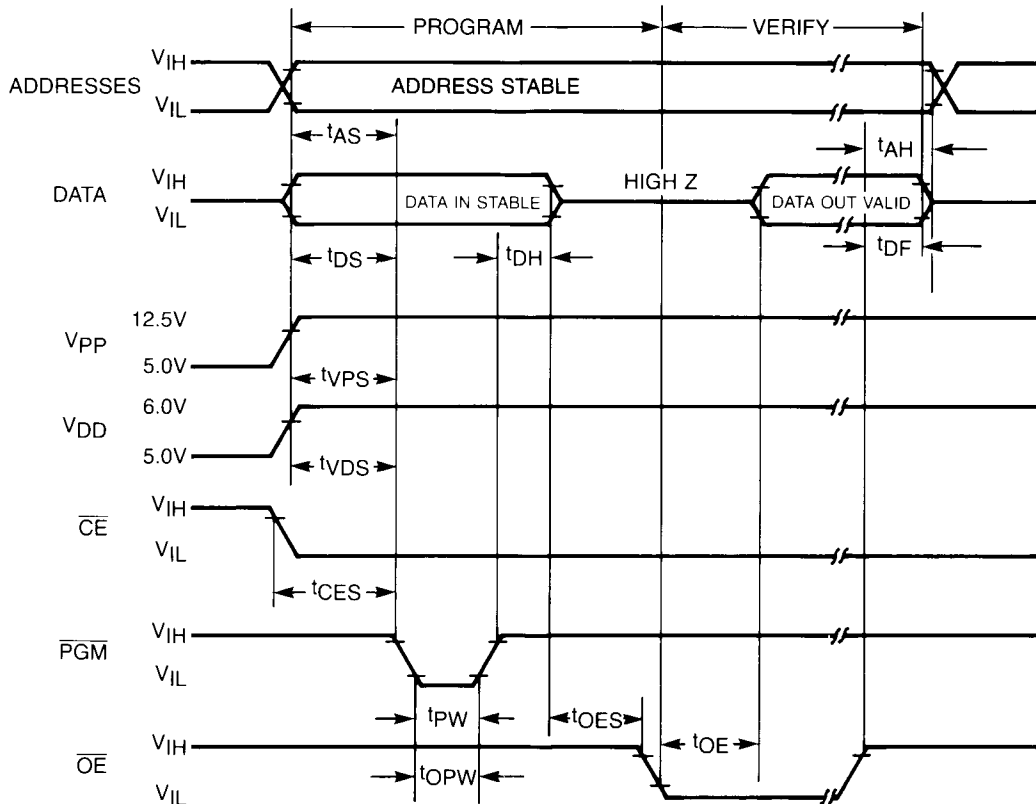 PROGRAM VERIFY
ADDRESSES VIH ADDRESS STABLE
VIL
tAS tAH
DATA VIH DATA IN STABLE HIGH Z DATA OUT VALID
VIL
tDS tDH tDF
VPP 12.5V
5.0V
tVPS
VDD 6.0V
5.0V
tVDS
CE VIH
VIL
tCES
PGM VIH
VIL
tPW tOES
OE VIH tOE
tOPW
VIL